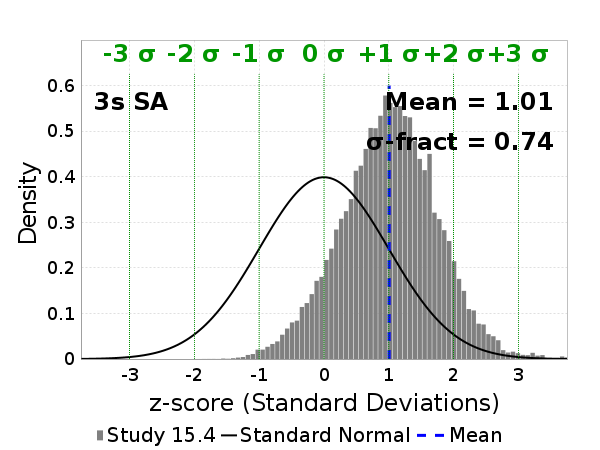 -3 σ -2 σ -1 σ 0 σ +1 σ +2 σ +3 σ
3s SA
Mean = 1.01
σ-fract = 0.74
0.6
0.5
0.4
0.3
0.2
0.1
0
Density
-3 -2 -1 0 1 2 3
z-score (Standard Deviations)
Study 15.4 Standard Normal Mean